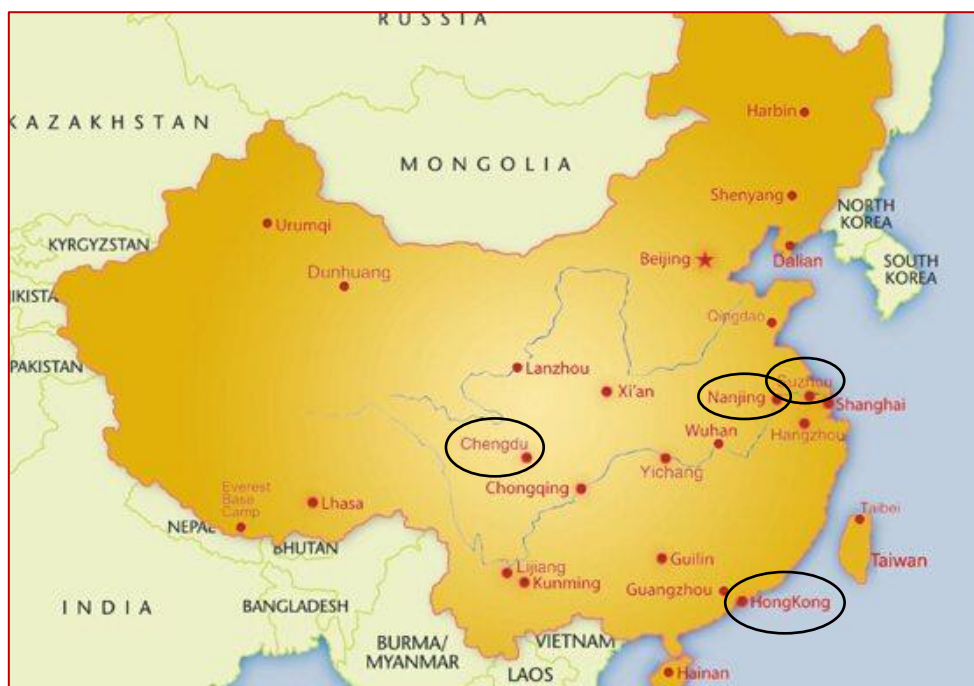 RUSSIA
KAZAKHSTAN
Harbin
MONGOLIA
Shenyang
NORTH
KOREA
Urumqi
KYRGYZSTAN
Beijing
Dalian
SOUTH
KOREA
Dunhuang
IKISTA
Qingdao
PAKISTAN
Lanzhou
Suzhou
Xi'an
Nanjing
Shanghai
Wuhan
Hangzhou
Chengdu
Yichang
Chongqing
Everest
Base
Camp
Lhasa
Taibei
NEPAL
BHUTAN
Guilin
Taiwan
Lijiang
Kunming
Guangzhou
HongKong
INDIA
BANGLADESH
BURMA/
MYANMAR
VIETNAM
LAOS
Hainan